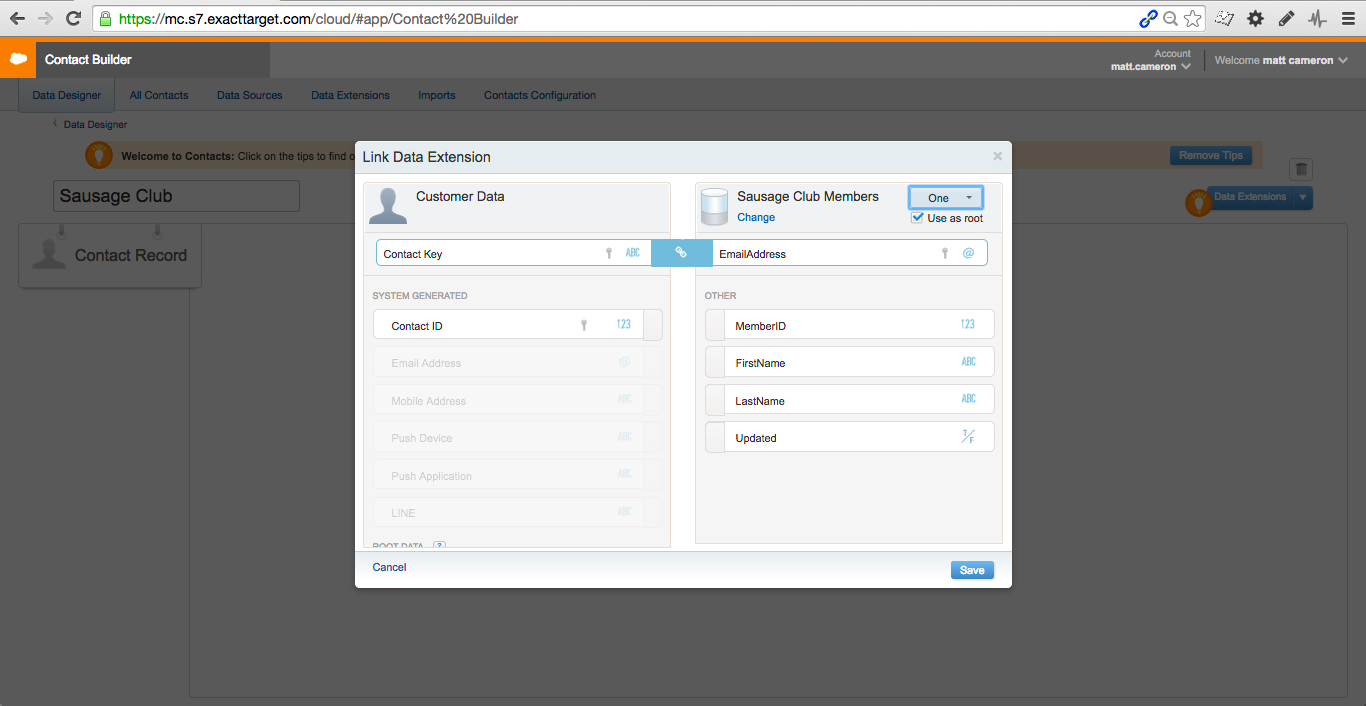 https://mc.s7.exacttarget.com/cloud/#app/Contact%20Builder
Contact Builder
Account
matt.cameron
Welcome matt cameron
Data Designer All Contacts Data Sources Data Extensions Imports Contacts Configuration
Data Designer
Welcome to Contacts: Click on the tips to find o
Remove Tips
Sausage Club
Data Extensions
Contact Record
Link Data Extension
Customer Data
Sausage Club Members
One
Change
Use as root
Contact Key ABC
EmailAddress @
SYSTEM GENERATED
OTHER
Contact ID 123
MemberID 123
Email Address @
FirstName ABC
Mobile Address ABC
LastName ABC
Push Device ABC
Updated T/F
Push Application ABC
LINE ABC
ROOT DATA ?
Cancel
Save